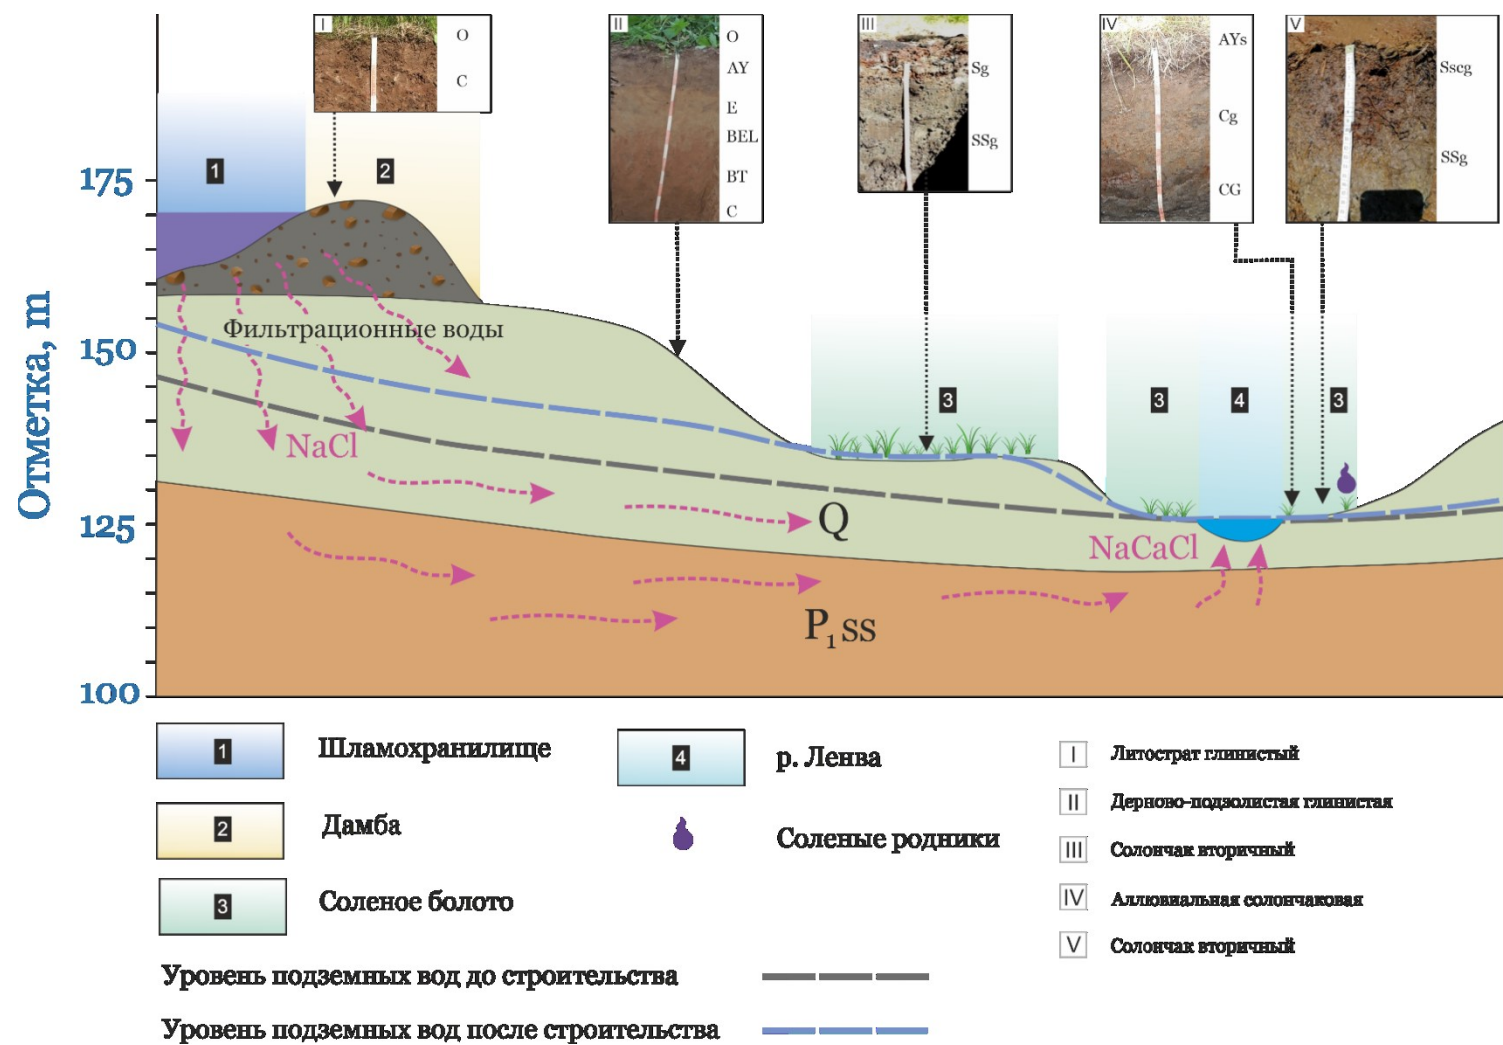 I
O
C
II
O
AY
E
BEL
BT
C
III
Sg
SSg
IV
AYs
Cg
CG
V
Sscg
SSg
Отметка, m
175
150
125
100
1
2
3
3
4
3
Фильтрационные воды
NaCl
Q
NaCaCl
P₁ss
1 Шламохранилище
2 Дамба
3 Соленое болото
4 р. Ленва
Соленые родники
I Литострат глинистый
II Дерново-подзолистая глинистая
III Солончак вторичный
IV Аллювиальная солончаковая
V Солончак вторичный
Уровень подземных вод до строительства
Уровень подземных вод после строительства